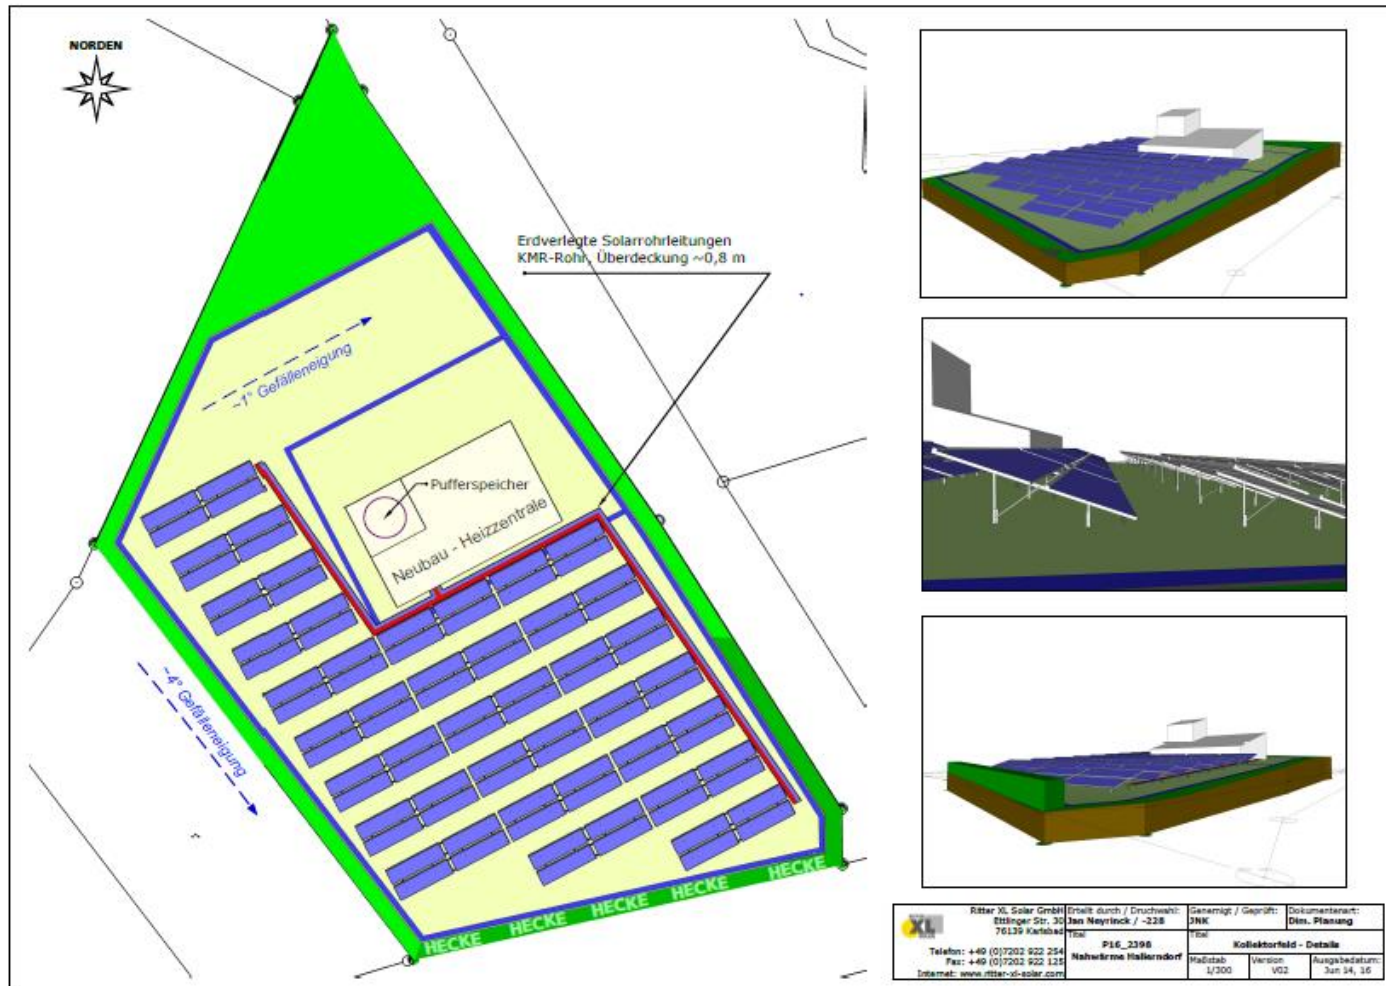 NORDEN
Erdverlegte Solarrohrleitungen
KMR-Rohr, Überdeckung ~0,8 m
~1° Gefälleneigung
Pufferspeicher
Neubau - Heizzentrale
~4° Gefälleneigung
HECKE HECKE HECKE HECKE HECKE
XL
Ritter XL Solar GmbH
Ettlinger Str. 30
76139 Karlsbad
Telefon: +49 (0)7202 922 254
Fax: +49 (0)7202 922 125
Internet: www.ritter-xl-solar.com
Erteilt durch / Druchwahl:
Jan Neyrinck / -228
Genemigt / Geprüft:
JNK
Dokumentenart:
Dim. Planung
Titel
P16_2398
Nahwärme Hallerndorf
Titel
Kollektorfeld - Details
Maßstab
1/300
Version
V02
Ausgabedatum:
Jun 14, 16